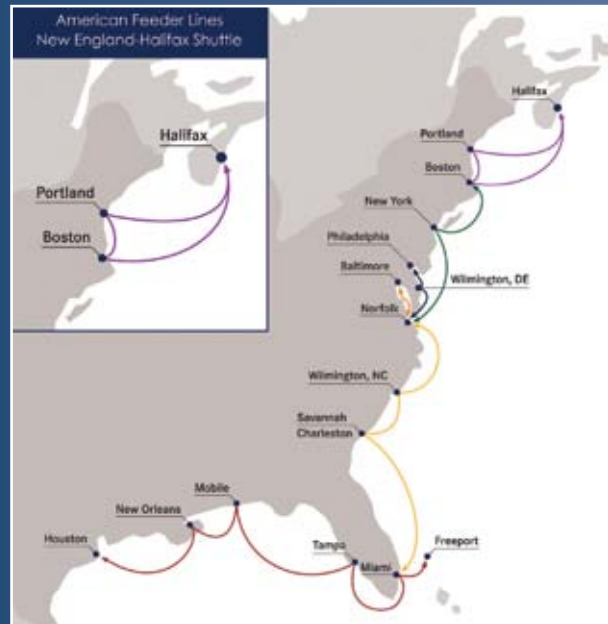 American Feeder Lines
New England-Halifax Shuttle
Halifax
Portland
Boston
Halifax
Portland
Boston
New York
Philadelphia
Baltimore
Wilmington, DE
Norfolk
Wilmington, NC
Savannah
Charleston
Mobile
New Orleans
Houston
Tampa
Miami
Freeport